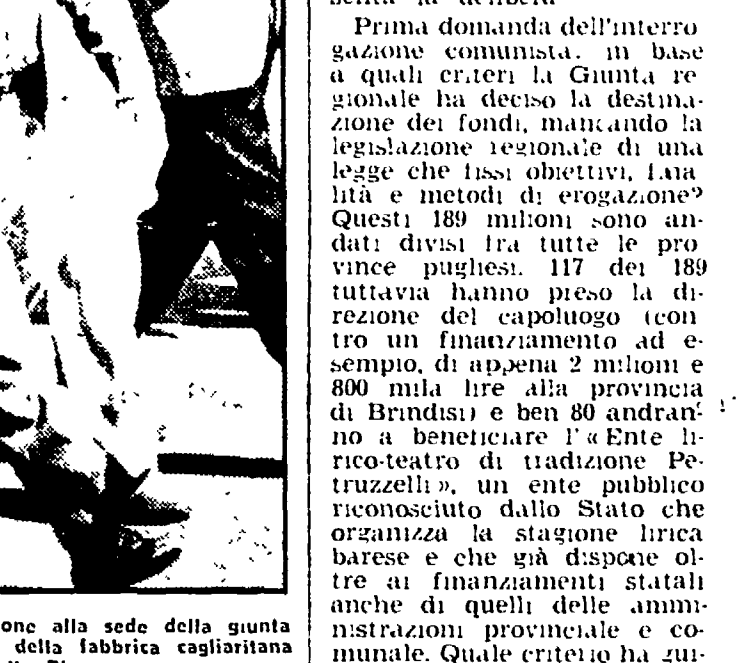 Prima domanda dell'interro
gazione comunista. in base
a quali criteri la Giunta re
gionale ha deciso la destina-
zione dei fondi, mancando la
legislazione regionale di una
legge che fissi obiettivi, fina
lità e metodi di erogazione?
Questi 189 milioni sono an-
dati divisi fra tutte le pro
vince pugliesi. 117 dei 189
tuttavia hanno preso la di-
rezione del capoluogo (con
tro un finanziamento ad e-
sempio, di appena 2 milioni e
800 mila lire alla provincia
di Brindisi) e ben 80 andran-
no a beneficiare l'«Ente li-
rico-teatro di tradizione Pe-
truzzelli», un ente pubblico
riconosciuto dallo Stato che
organizza la stagione lirica
barese e che già dispone ol-
tre ai finanziamenti statali
anche di quelli delle ammi-
nistrazioni provinciale e co-
munale. Quale criterio ha gui-
one alla sede della giunta
della fabbrica cagliaritana